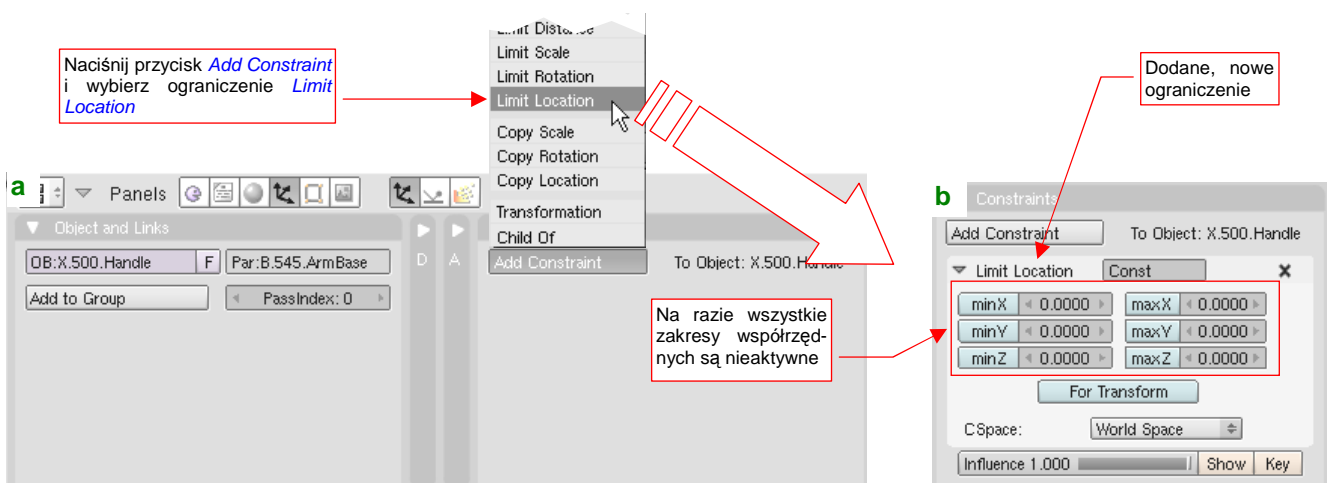 Limit Distance
Limit Scale
Limit Rotation
Limit Location
Copy Scale
Copy Rotation
Copy Location
Transformation
Child Of
Naciśnij przycisk Add Constraint
i wybierz ograniczenie Limit
Location
Dodane, nowe
ograniczenie
a
Panels
Object and Links
OB:X.500.Handle
F
Par:B.545.ArmBase
Add to Group
PassIndex: 0
D
A
Add Constraint
To Object: X.500.Handle
Na razie wszystkie
zakresy współrzęd-
nych są nieaktywne
b
Constraints
Add Constraint
To Object: X.500.Handle
Limit Location
Const
minX
0.0000
maxX
0.0000
minY
0.0000
maxY
0.0000
minZ
0.0000
maxZ
0.0000
For Transform
CSpace:
World Space
Influence 1.000
Show
Key